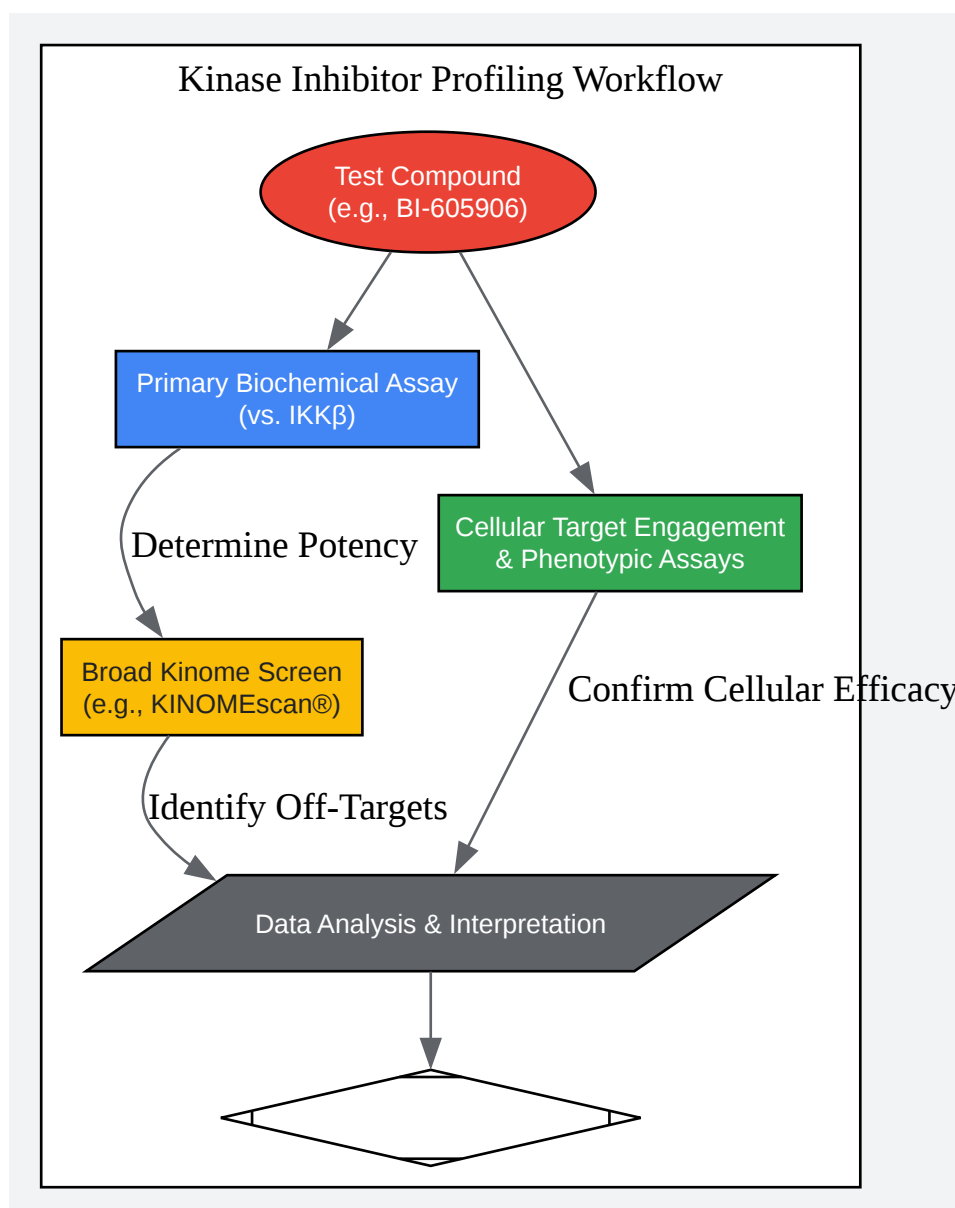 Kinase Inhibitor Profiling Workflow
Test Compound
(e.g., BI-605906)
Primary Biochemical Assay
(vs. IKKβ)
Cellular Target Engagement
& Phenotypic Assays
Determine Potency
Broad Kinome Screen
(e.g., KINOMEscan®)
Confirm Cellular Efficacy
Identify Off-Targets
Data Analysis & Interpretation